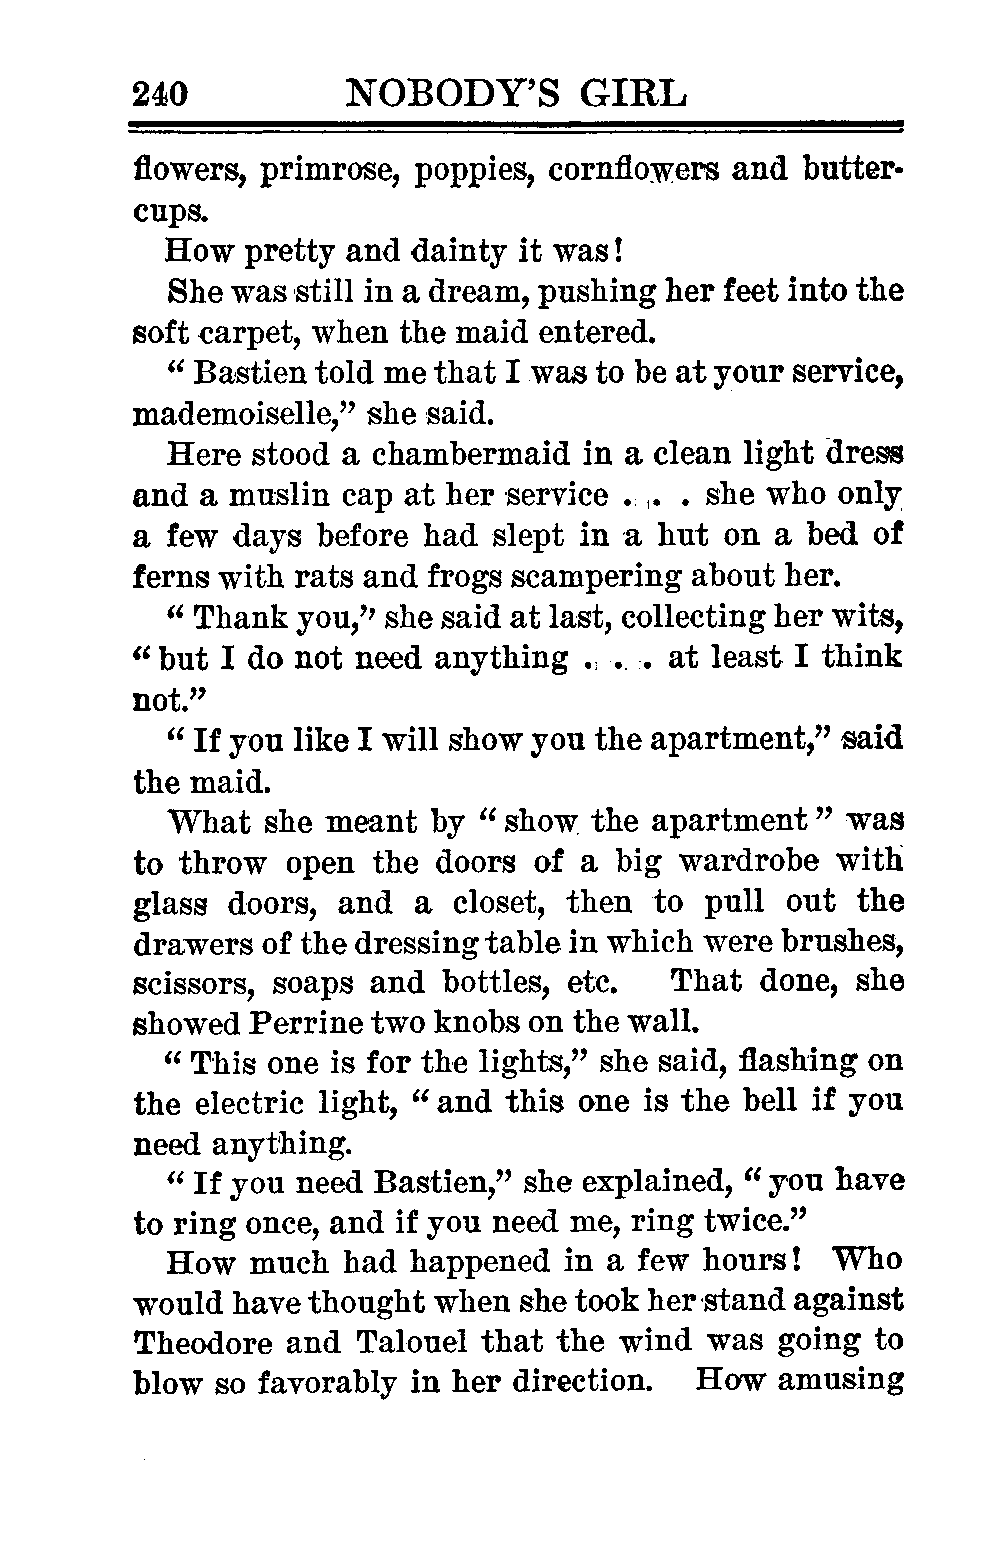 240 NOBODY'S GIRL
flowers, primrose, poppies, cornflowers and butter-
cups.
How pretty and dainty it was!
She was still in a dream, pushing her feet into the
soft carpet, when the maid entered.
“ Bastien told me that I was to be at your service,
mademoiselle,” she said.
Here stood a chambermaid in a clean light dress
and a muslin cap at her service . . . she who only
a few days before had slept in a hut on a bed of
ferns with rats and frogs scampering about her.
“ Thank you,” she said at last, collecting her wits,
“ but I do not need anything . . . at least I think
not.”
“ If you like I will show you the apartment,” said
the maid.
What she meant by “ show the apartment ” was
to throw open the doors of a big wardrobe with
glass doors, and a closet, then to pull out the
drawers of the dressing table in which were brushes,
scissors, soaps and bottles, etc. That done, she
showed Perrine two knobs on the wall.
“ This one is for the lights,” she said, flashing on
the electric light, “ and this one is the bell if you
need anything.
“ If you need Bastien,” she explained, “ you have
to ring once, and if you need me, ring twice.”
How much had happened in a few hours! Who
would have thought when she took her stand against
Theodore and Talouel that the wind was going to
blow so favorably in her direction. How amusing